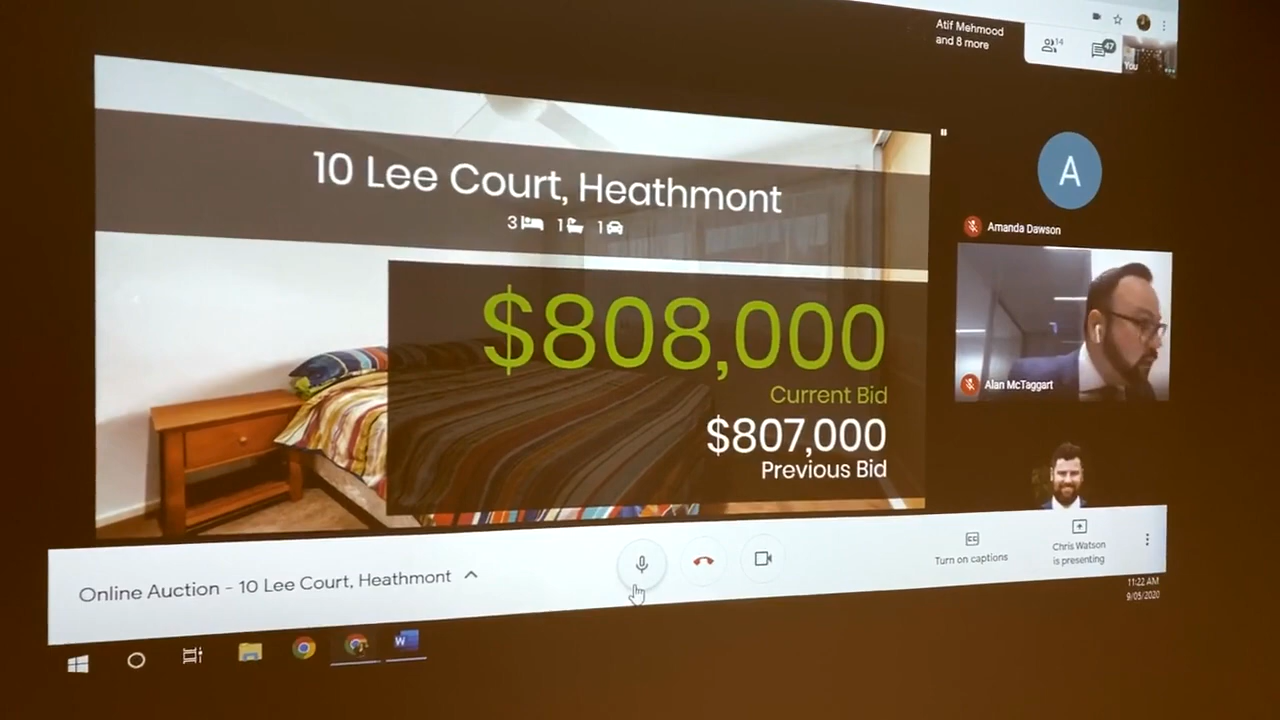 Atif Mehmood
and 8 more
14
47
You
10 Lee Court, Heathmont
3 1 1
A
Amanda Dawson
$808,000
Current Bid
$807,000
Previous Bid
Alan McTaggart
Online Auction - 10 Lee Court, Heathmont
CC
Turn on captions
Chris Watson
is presenting
11:22 AM
9/05/2020
W